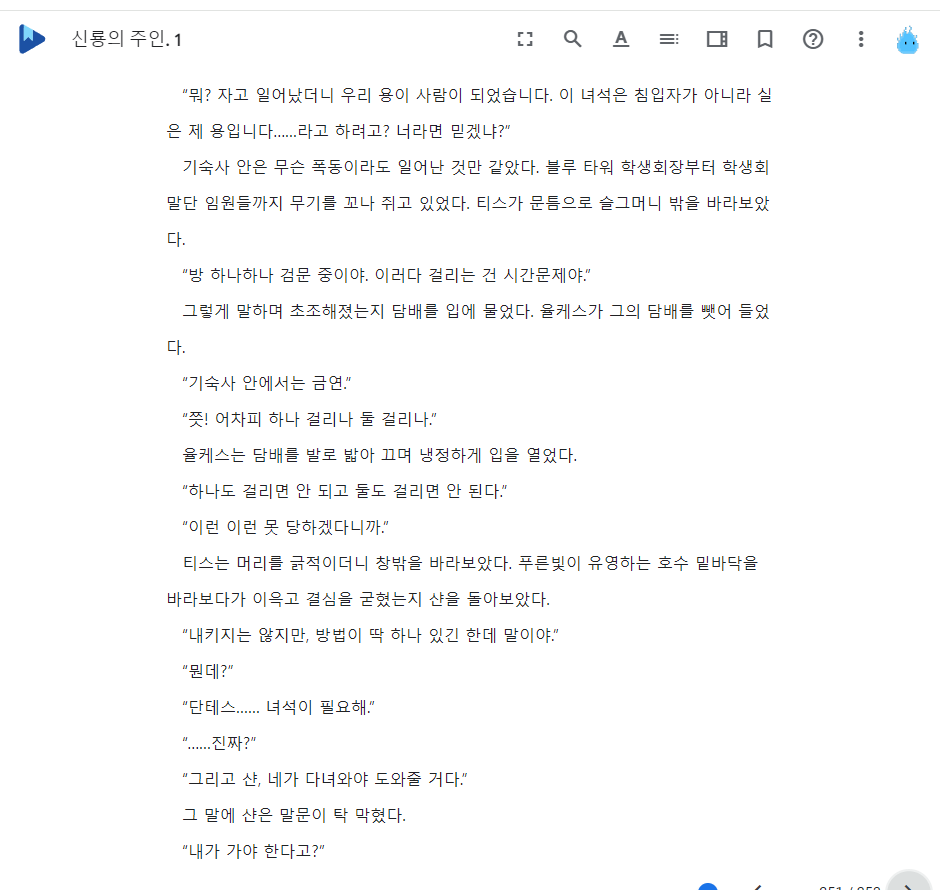 신룡의 주인. 1
“뭐? 자고 일어났더니 우리 용이 사람이 되었습니다. 이 녀석은 침입자가 아니라 실
은 제 용입니다......라고 하려고? 너라면 믿겠냐?”
기숙사 안은 무슨 폭동이라도 일어난 것만 같았다. 블루 타워 학생회장부터 학생회
말단 임원들까지 무기를 꼬나 쥐고 있었다. 티스가 문틈으로 슬그머니 밖을 바라보았
다.
“방 하나하나 검문 중이야. 이러다 걸리는 건 시간문제야.”
그렇게 말하며 초조해졌는지 담배를 입에 물었다. 율케스가 그의 담배를 뺏어 들었
다.
“기숙사 안에서는 금연.”
“쯧! 어차피 하나 걸리나 둘 걸리나.”
율케스는 담배를 발로 밟아 끄며 냉정하게 입을 열었다.
“하나도 걸리면 안 되고 둘도 걸리면 안 된다.”
“이런 이런 못 당하겠다니까.”
티스는 머리를 긁적이더니 창밖을 바라보았다. 푸른빛이 유영하는 호수 밑바닥을
바라보다가 이윽고 결심을 굳혔는지 샨을 돌아보았다.
“내키지는 않지만, 방법이 딱 하나 있긴 한데 말이야.”
“뭔데?”
“단테스...... 녀석이 필요해.”
“......진짜?”
“그리고 샨, 네가 다녀와야 도와줄 거다.”
그 말에 샨은 말문이 탁 막혔다.
“내가 가야 한다고?”